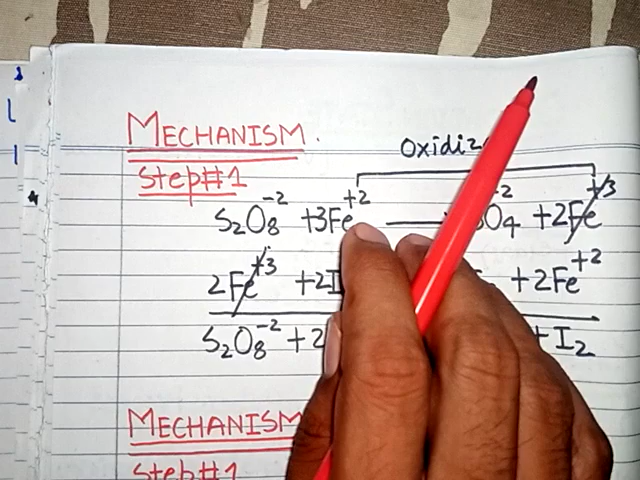 MECHANISM.
Oxidiz
Step#1
S₂O₈⁻² +3Fe⁺² O₄⁻² +2Fe⁺³
2Fe⁺³ +2I +2Fe⁺²
S₂O₈⁻² +2 +I₂
MECHANISM
Step#1